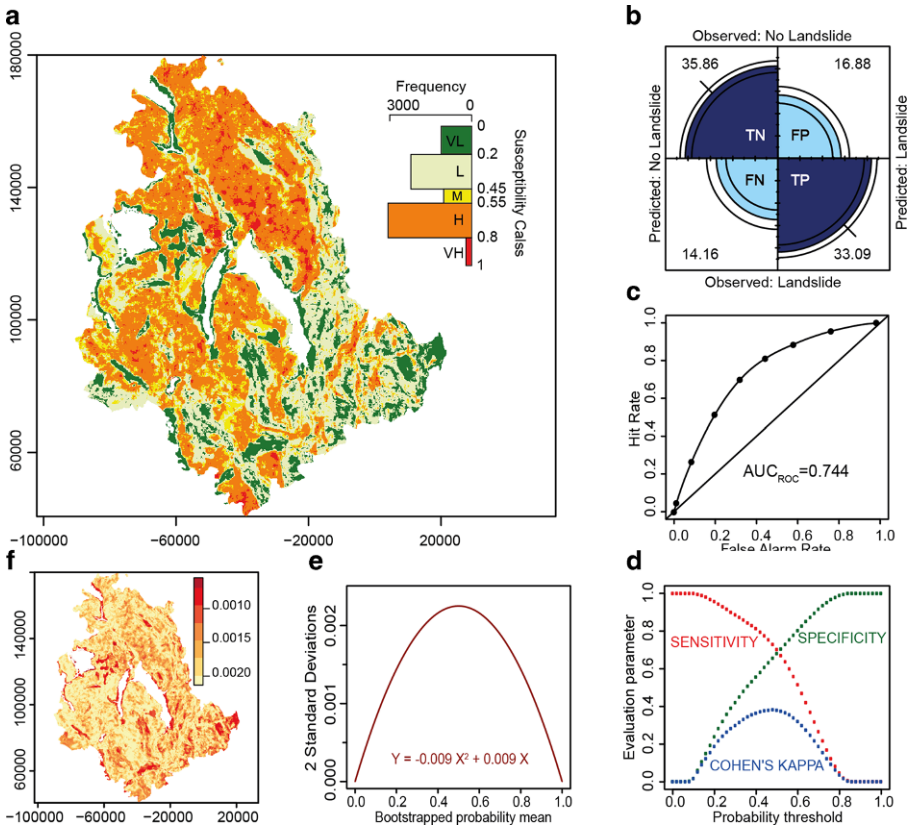 a
180000
140000
100000
60000
−100000
−60000
−20000
20000
Frequency
3000
0
VL
L
M
H
VH
0
0.2
0.45
0.55
0.8
1
Susceptibility Calss
b
Observed: No Landslide
35.86
16.88
TN
FP
FN
TP
14.16
33.09
Observed: Landslide
Predicted: No Landslide
Predicted: Landslide
c
Hit Rate
1.0
0.8
0.6
0.4
0.2
0.0
AUCROC=0.744
0.0
0.2
0.4
0.6
0.8
1.0
False Alarm Rate
f
140000
100000
60000
0.0010
0.0015
0.0020
−100000
−60000
−20000
20000
e
2 Standard Deviations
0.002
0.001
0.000
Y = -0.009 X² + 0.009 X
0.0
0.2
0.4
0.6
0.8
1.0
Bootstrapped probability mean
d
Evaluation parameter
1.0
0.8
0.6
0.4
0.2
0.0
SENSITIVITY
SPECIFICITY
COHEN'S KAPPA
0.0
0.2
0.4
0.6
0.8
1.0
Probability threshold